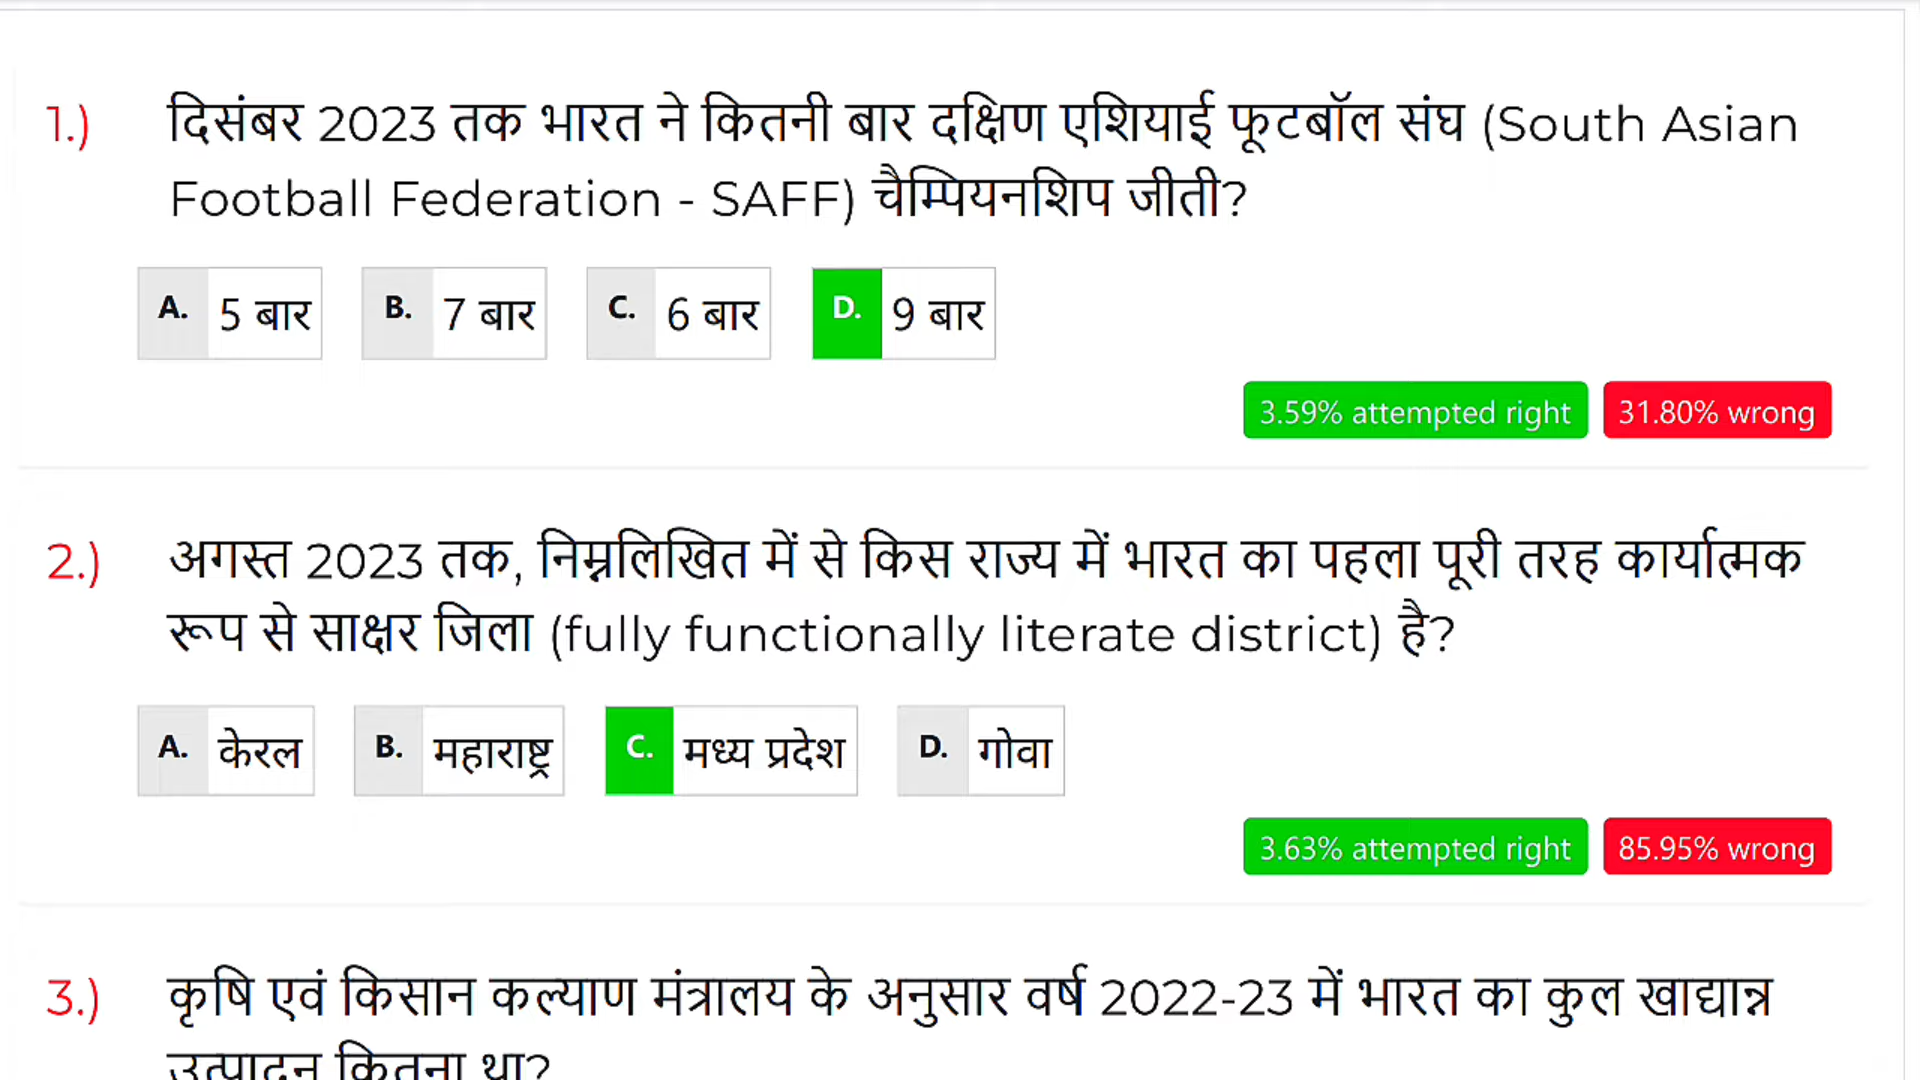 1.) दिसंबर 2023 तक भारत ने कितनी बार दक्षिण एशियाई फूटबॉल संघ (South Asian
Football Federation - SAFF) चैम्पियनशिप जीती?
A. 5 बार B. 7 बार C. 6 बार D. 9 बार
3.59% attempted right 31.80% wrong
2.) अगस्त 2023 तक, निम्नलिखित में से किस राज्य में भारत का पहला पूरी तरह कार्यात्मक
रूप से साक्षर जिला (fully functionally literate district) है?
A. केरल B. महाराष्ट्र C. मध्य प्रदेश D. गोवा
3.63% attempted right 85.95% wrong
3.) कृषि एवं किसान कल्याण मंत्रालय के अनुसार वर्ष 2022-23 में भारत का कुल खाद्यान्न
उत्पादन कितना था?